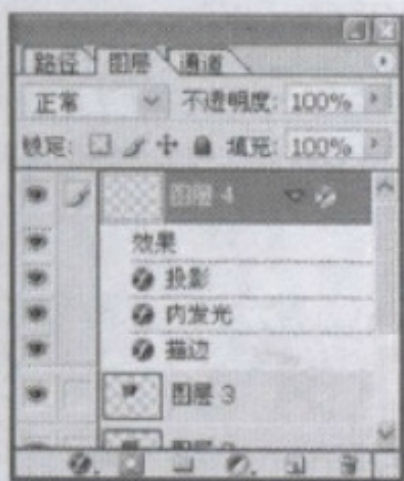 路径 图层 通道
正常 不透明度: 100%
锁定: 填充: 100%
图层 4
效果
投影
内发光
描边
图层 3